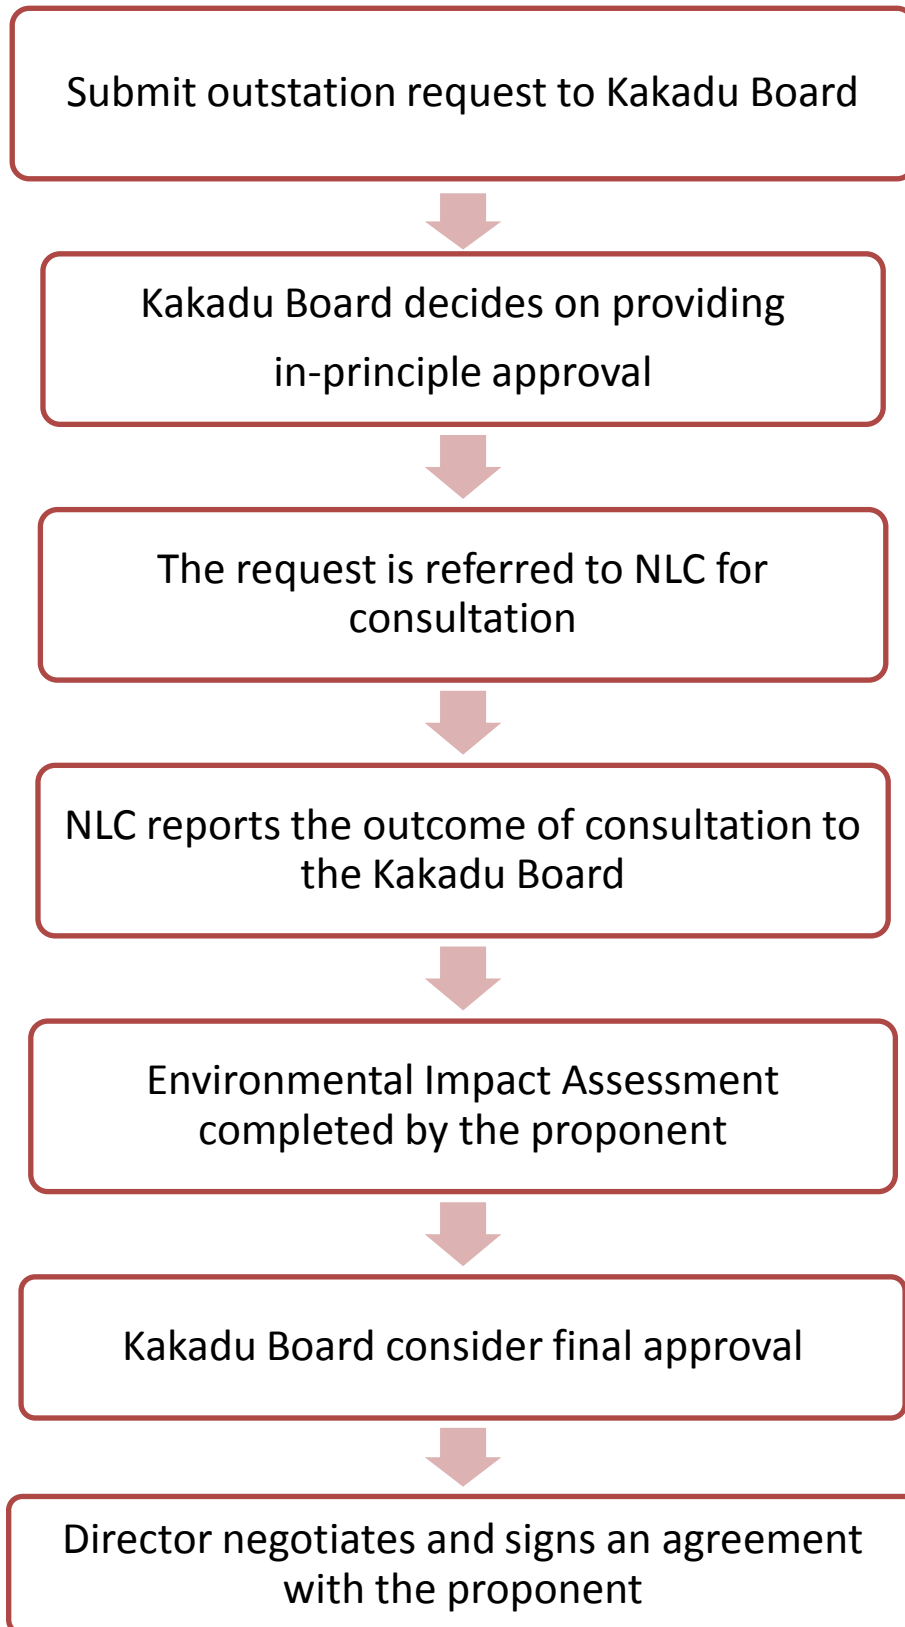 Submit outstation request to Kakadu Board
Kakadu Board decides on providing
in-principle approval
The request is referred to NLC for
consultation
NLC reports the outcome of consultation to
the Kakadu Board
Environmental Impact Assessment
completed by the proponent
Kakadu Board consider final approval
Director negotiates and signs an agreement
with the proponent